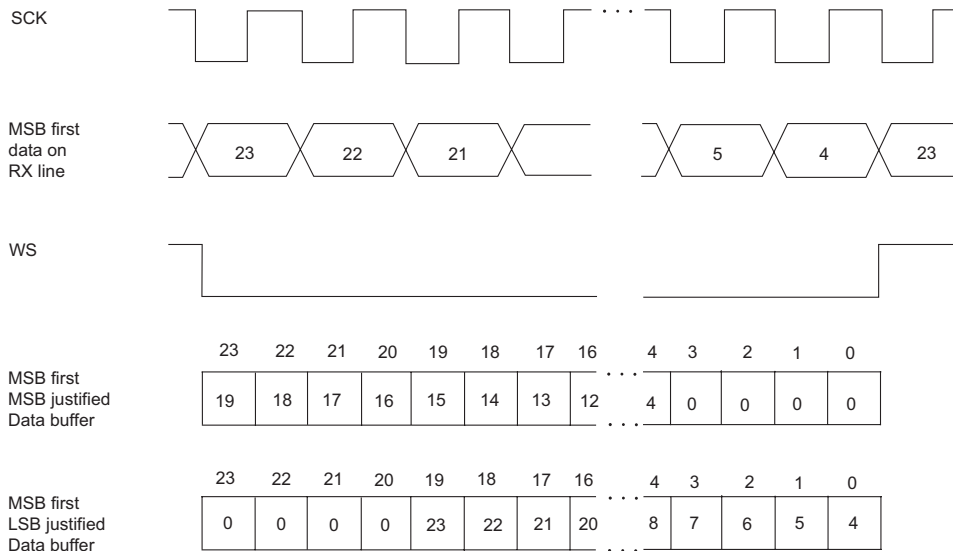 SCK
. . .
MSB first
data on
RX line
23 22 21 5 4 23
WS
23 22 21 20 19 18 17 16 4 3 2 1 0
MSB first
MSB justified
Data buffer
. . .
19 18 17 16 15 14 13 12 4 0 0 0 0
. . .
23 22 21 20 19 18 17 16 4 3 2 1 0
MSB first
LSB justified
Data buffer
. . .
0 0 0 0 23 22 21 20 8 7 6 5 4
. . .